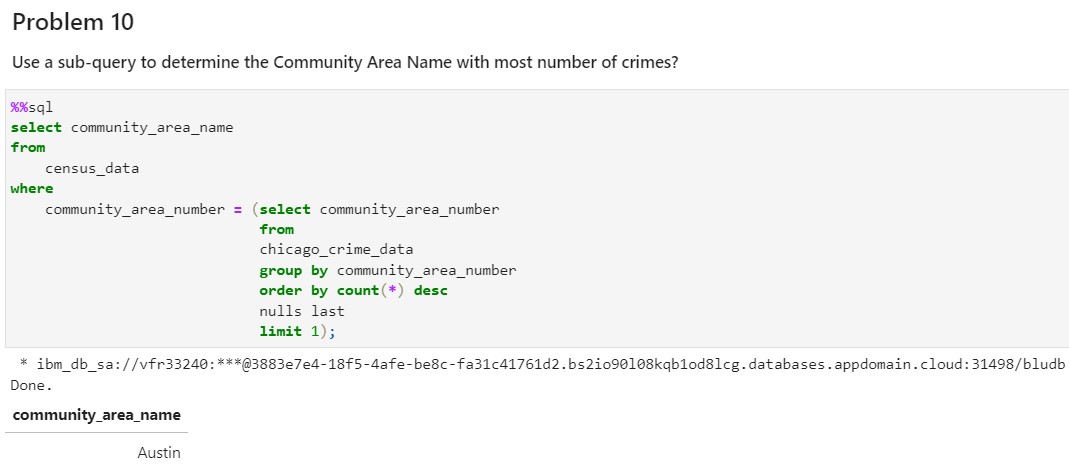 Problem 10
Use a sub-query to determine the Community Area Name with most number of crimes?
%%sql
select community_area_name
from
census_data
where
community_area_number = (select community_area_number
from
chicago_crime_data
group by community_area_number
order by count(*) desc
nulls last
limit 1);
* ibm_db_sa://vfr33240:***@3883e7e4-18f5-4afe-be8c-fa31c41761d2.bs2io90l08kqb1od8lcg.databases.appdomain.cloud:31498/bludb
Done.
community_area_name
Austin